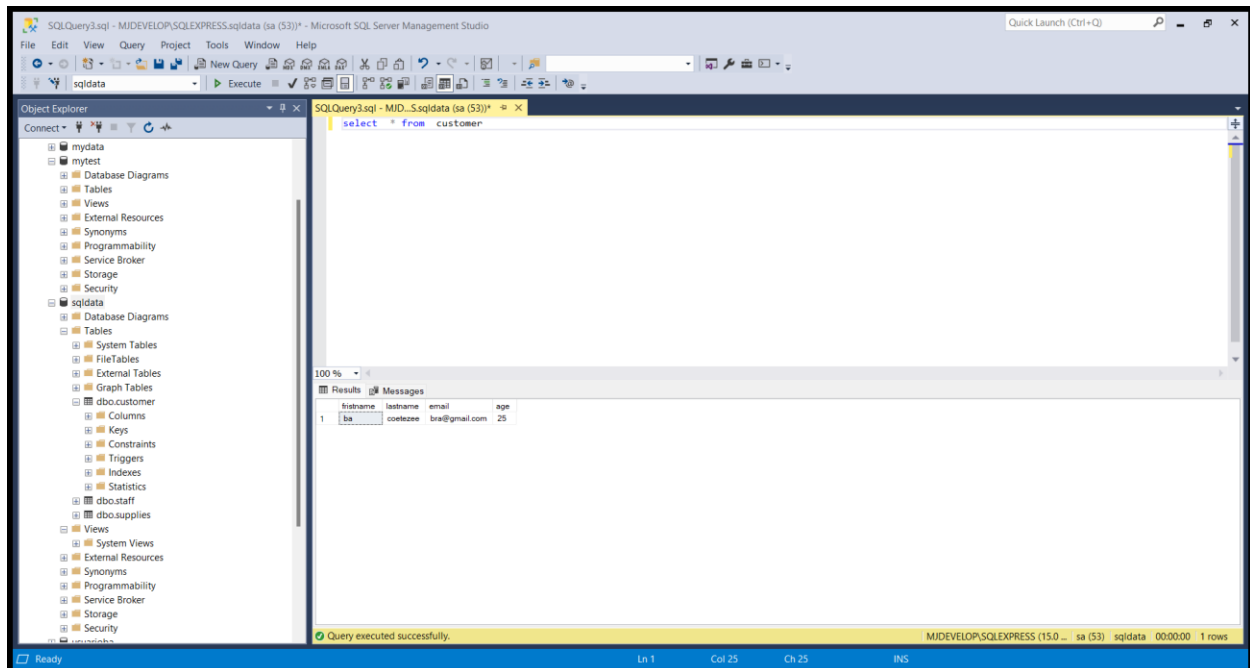 SQLQuery3.sql - MJDEVELOP\SQLEXPRESS.sqldata (sa (53))* - Microsoft SQL Server Management Studio
Quick Launch (Ctrl+Q)
File Edit View Query Project Tools Window Help
New Query
sqldata
Execute
Object Explorer
Connect
mydata
mytest
Database Diagrams
Tables
Views
External Resources
Synonyms
Programmability
Service Broker
Storage
Security
sqldata
Database Diagrams
Tables
System Tables
FileTables
External Tables
Graph Tables
dbo.customer
Columns
Keys
Constraints
Triggers
Indexes
Statistics
dbo.staff
dbo.supplies
Views
System Views
External Resources
Synonyms
Programmability
Service Broker
Storage
Security
SQLQuery3.sql - MJD...S.sqldata (sa (53))*
select * from customer
100 %
Results Messages
fristname lastname email age
1 ba coetezee bra@gmail.com 25
Query executed successfully.
MJDEVELOP\SQLEXPRESS (15.0 ... sa (53) sqldata 00:00:00 1 rows
Ready Ln 1 Col 25 Ch 25 INS